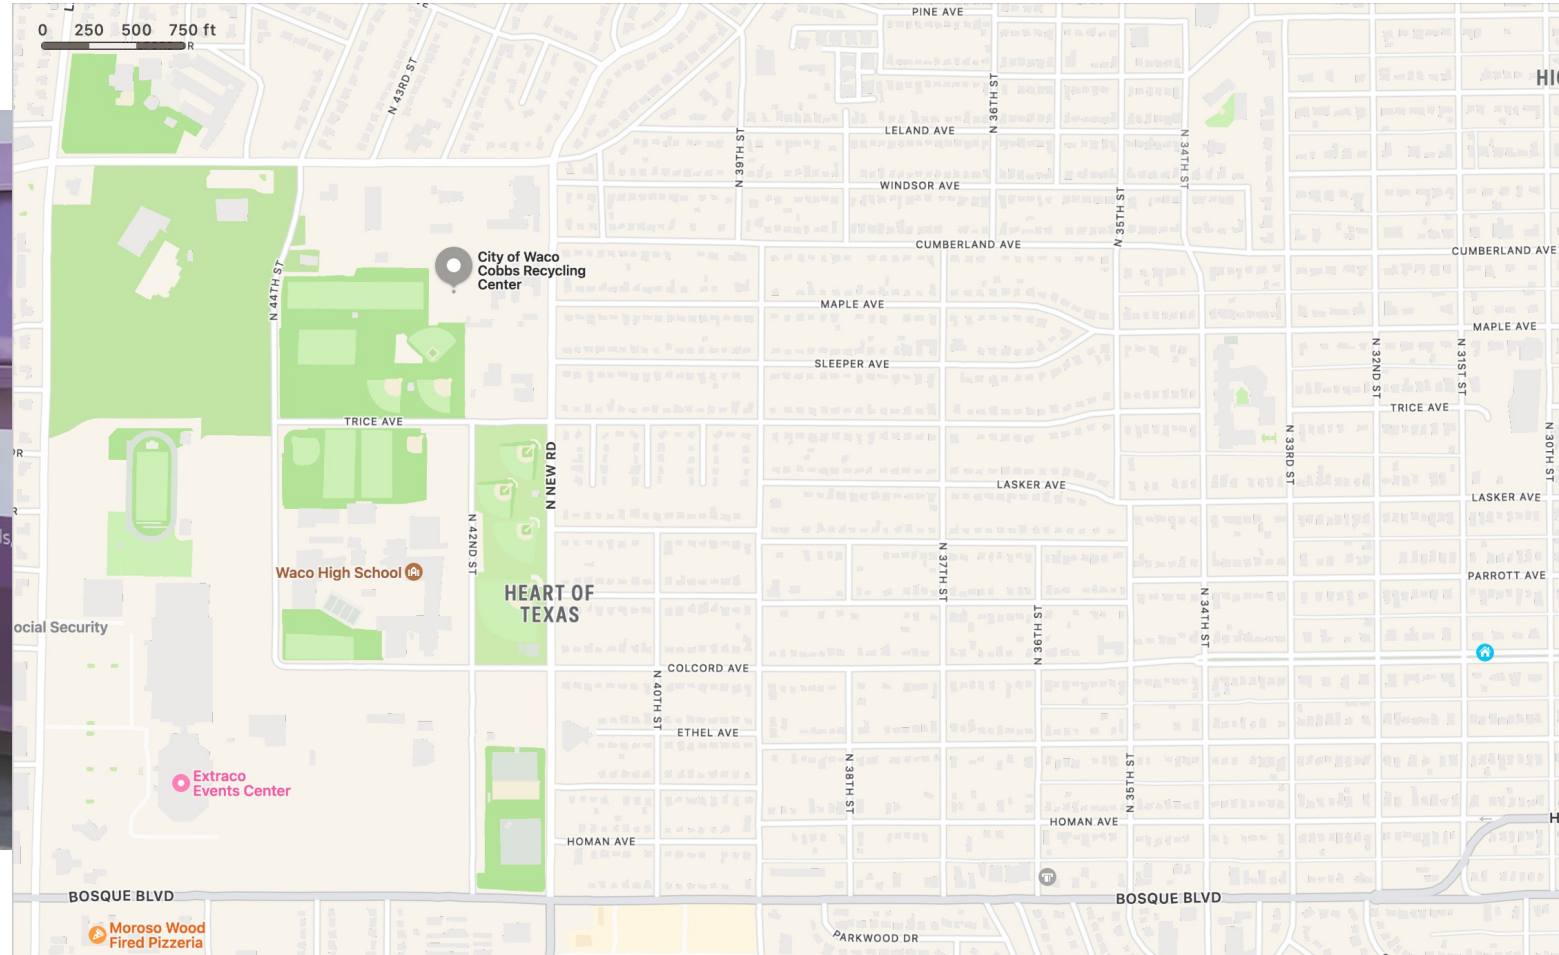 0 250 500 750 ft
PINE AVE
N 43RD ST
N 36TH ST
LELAND AVE
N 39TH ST
N 34TH ST
WINDSOR AVE
N 35TH ST
CUMBERLAND AVE
CUMBERLAND AVE
City of Waco
Cobbs Recycling
Center
N 44TH ST
MAPLE AVE
MAPLE AVE
SLEEPER AVE
N 32ND ST
N 31ST ST
TRICE AVE
TRICE AVE
N NEW RD
N 33RD ST
N 30TH ST
LASKER AVE
LASKER AVE
N 42ND ST
N 37TH ST
Waco High School
PARROTT AVE
HEART OF
TEXAS
N 36TH ST
N 34TH ST
ocial Security
COLCORD AVE
N 40TH ST
ETHEL AVE
N 38TH ST
N 35TH ST
Extraco
Events Center
HOMAN AVE
HOMAN AVE
BOSQUE BLVD
BOSQUE BLVD
Moroso Wood
Fired Pizzeria
PARKWOOD DR